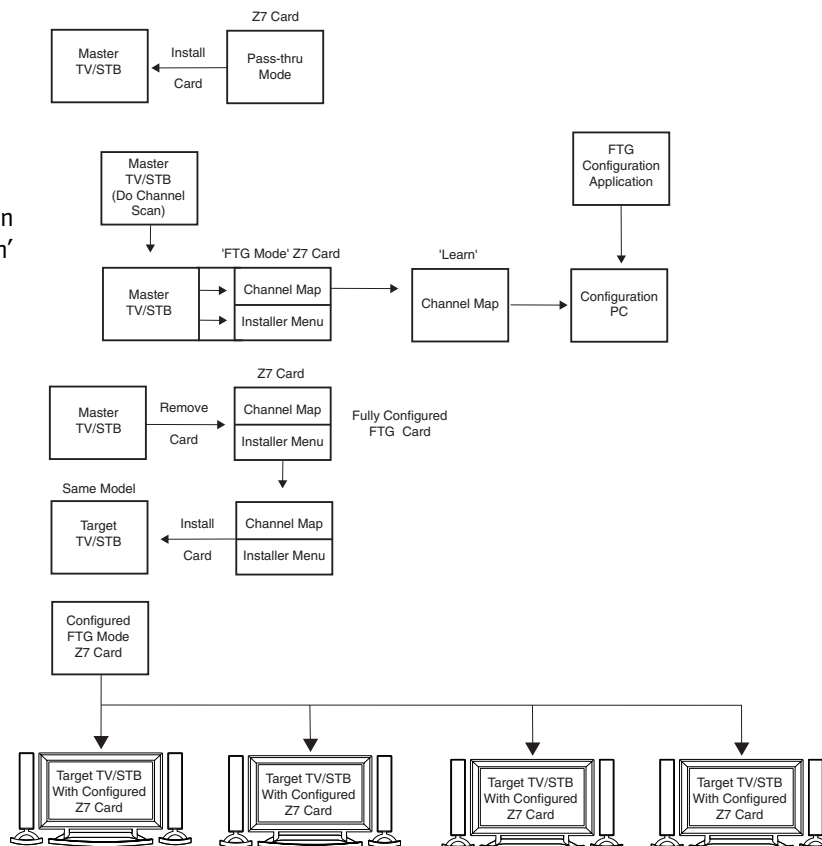 Z7 Card
Master
TV/STB
Install
Card
Pass-thru
Mode
Master
TV/STB
(Do Channel
Scan)
FTG
Configuration
Application
n
n'
'FTG Mode' Z7 Card
'Learn'
Master
TV/STB
Channel Map
Installer Menu
Channel Map
Configuration
PC
Z7 Card
Master
TV/STB
Remove
Card
Channel Map
Installer Menu
Fully Configured
FTG Card
Same Model
Target
TV/STB
Install
Card
Channel Map
Installer Menu
Configured
FTG Mode
Z7 Card
Target TV/STB
With Configured
Z7 Card
Target TV/STB
With Configured
Z7 Card
Target TV/STB
With Configured
Z7 Card
Target TV/STB
With Configured
Z7 Card